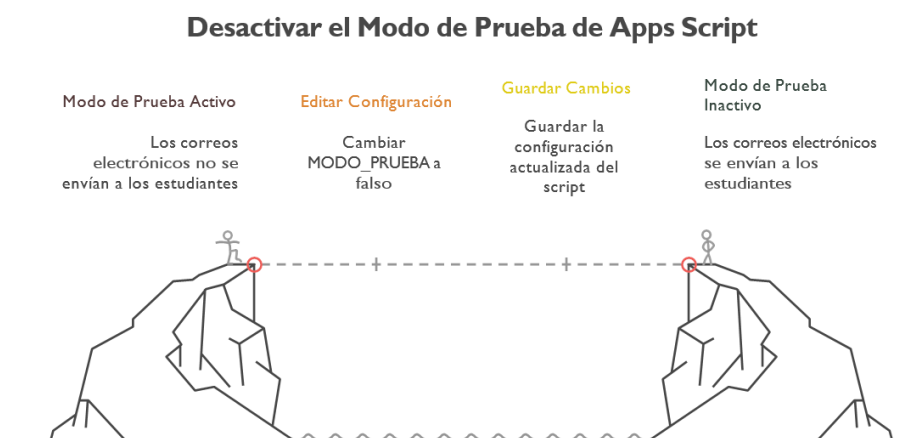 Desactivar el Modo de Prueba de Apps Script
Modo de Prueba Activo
Los correos
electrónicos no se
envían a los estudiantes
Editar Configuración
Cambiar
MODO_PRUEBA a
falso
Guardar Cambios
Guardar la
configuración
actualizada del
script
Modo de Prueba
Inactivo
Los correos electrónicos
se envían a los
estudiantes